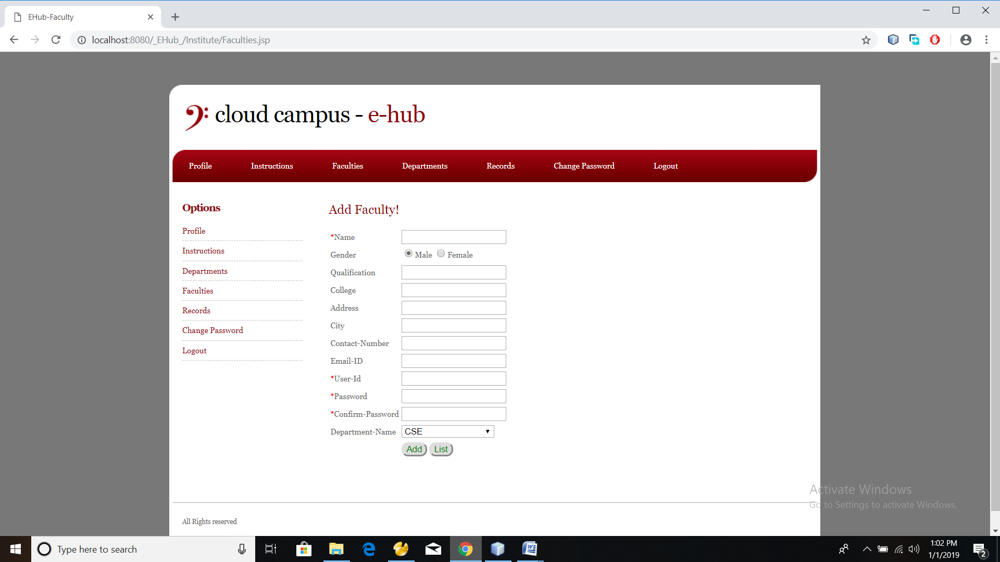 EHub-Faculty
localhost:8080/_EHub_/Institute/Faculties.jsp
cloud campus - e-hub
Profile Instructions Faculties Departments Records Change Password Logout
Options
Profile
Instructions
Departments
Faculties
Records
Change Password
Logout
Add Faculty!
*Name
Gender Male Female
Qualification
College
Address
City
Contact-Number
Email-ID
*User-Id
*Password
*Confirm-Password
Department-Name CSE
Add List
Activate Windows
Go to Settings to activate Windows.
All Rights reserved
Type here to search
1:02 PM
1/1/2019
2